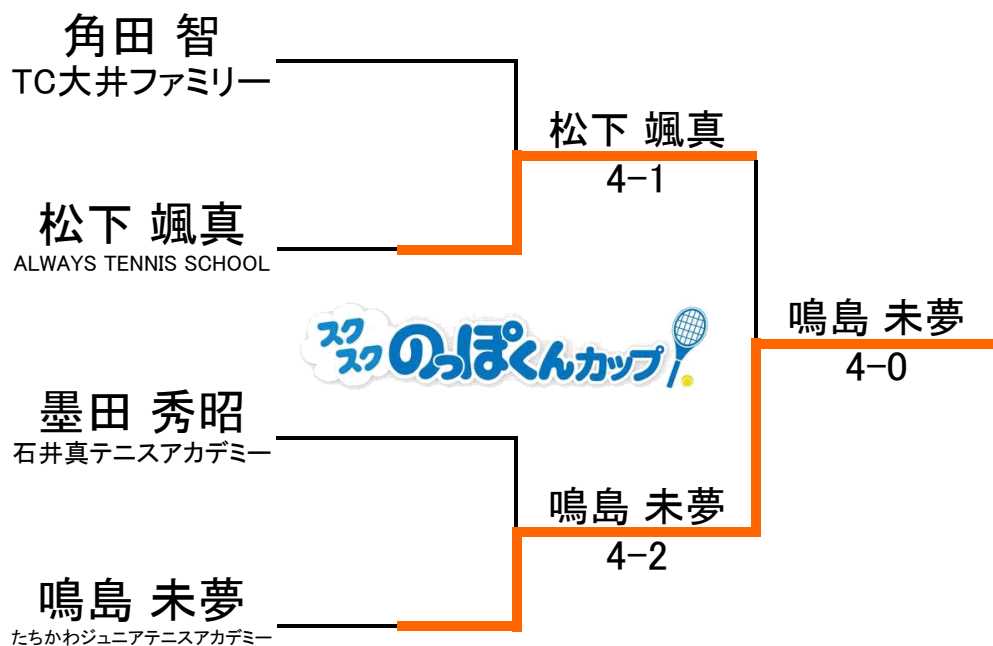 角田 智
TC大井ファミリー
松下 颯真
4-1
松下 颯真
ALWAYS TENNIS SCHOOL
スク
スク のっぽくんカップ
鳴島 未夢
4-0
墨田 秀昭
石井真テニスアカデミー
鳴島 未夢
4-2
鳴島 未夢
たちかわジュニアテニスアカデミー